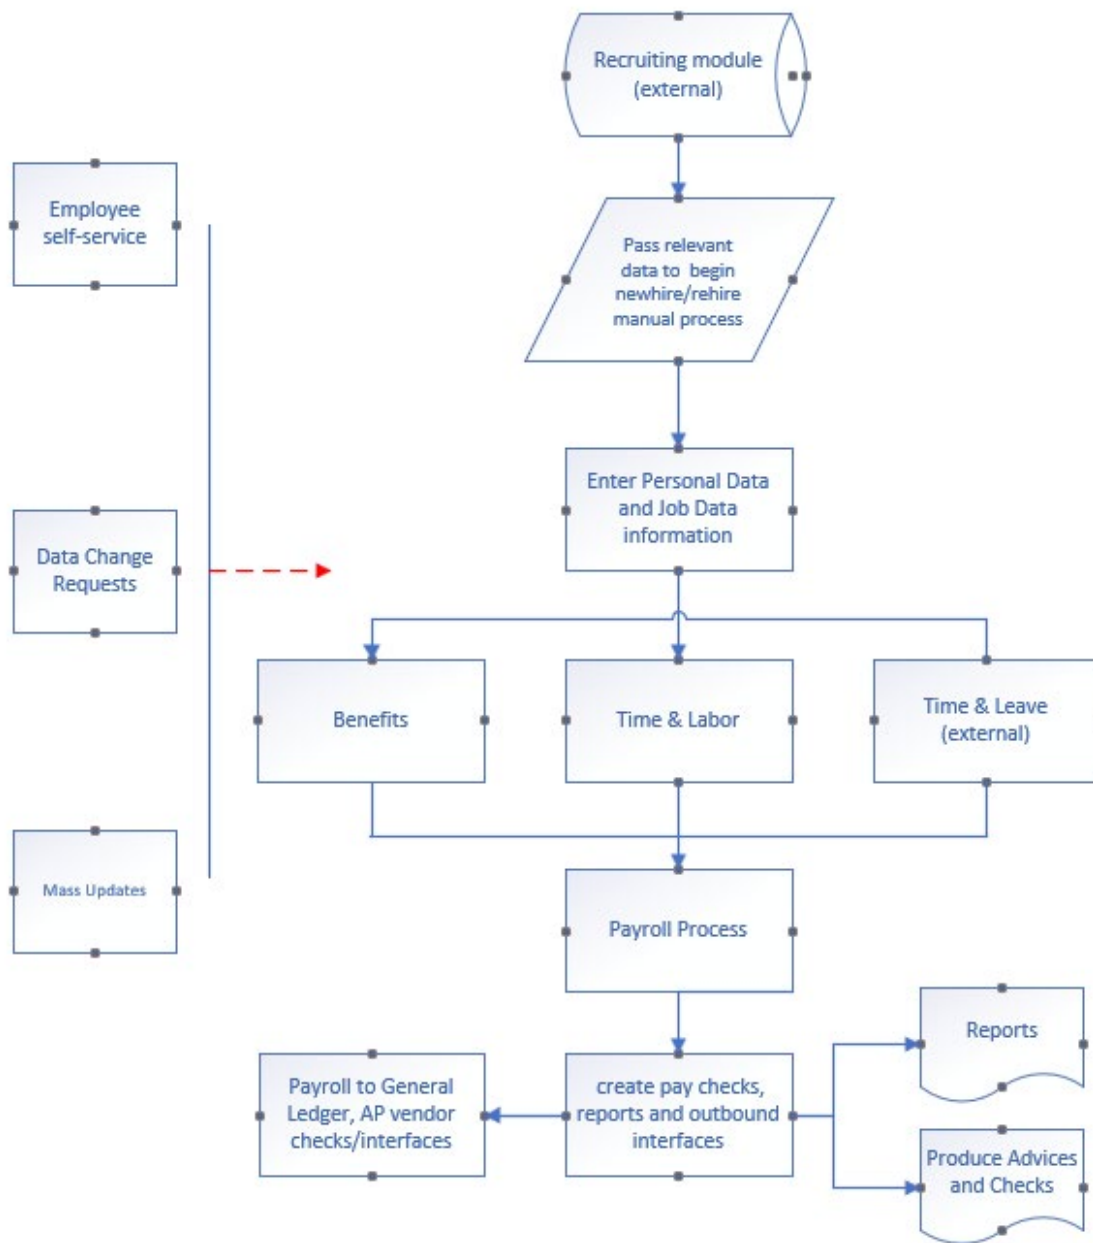 Recruiting module
(external)
Employee
self-service
Pass relevant
data to begin
newhire/rehire
manual process
Enter Personal Data
and Job Data
information
Data Change
Requests
Benefits
Time & Labor
Time & Leave
(external)
Mass Updates
Payroll Process
Payroll to General
Ledger, AP vendor
checks/interfaces
create pay checks,
reports and outbound
interfaces
Reports
Produce Advices
and Checks